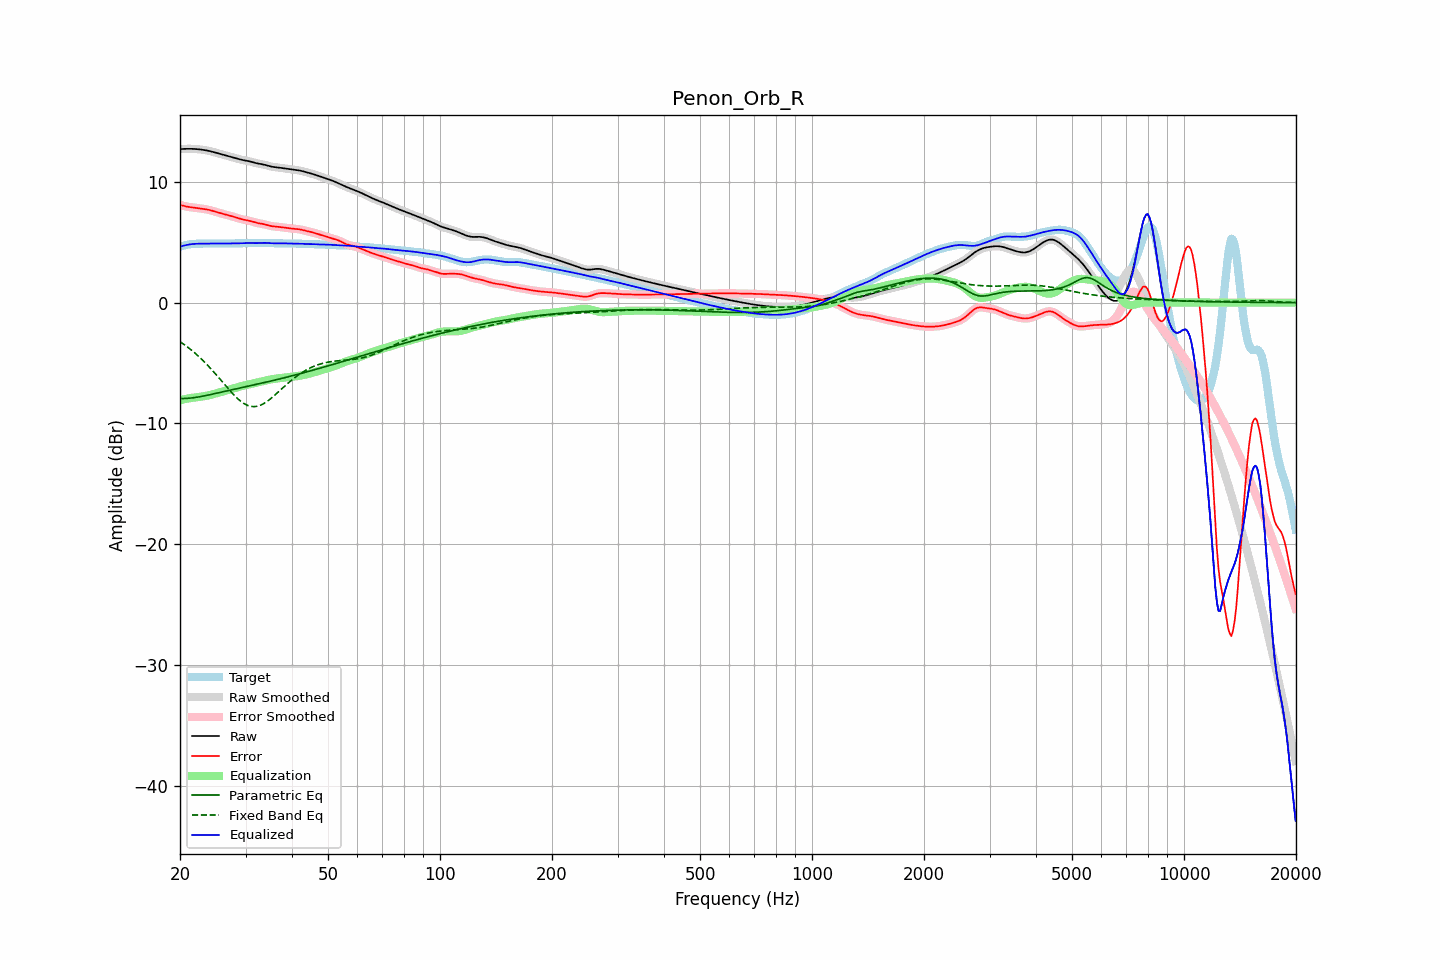 Penon_Orb_R
Amplitude (dBr)
10
0
−10
−20
−30
−40
Target
Raw Smoothed
Error Smoothed
Raw
Error
Equalization
Parametric Eq
Fixed Band Eq
Equalized
20 50 100 200 500 1000 2000 5000 10000 20000
Frequency (Hz)